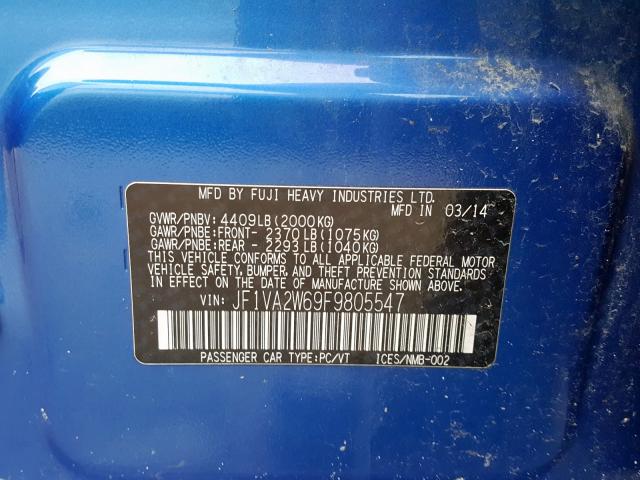 MFD BY FUJI HEAVY INDUSTRIES LTD.
MFD IN 03/14
GVWR/PNBV: 4409LB(2000KG)
GAWR/PNBE:FRONT- 2370LB(1075KG)
GAWR/PNBE:REAR - 2293LB(1040KG)
THIS VEHICLE CONFORMS TO ALL APPLICABLE FEDERAL MOTOR
VEHICLE SAFETY, BUMPER, AND THEFT PREVENTION STANDARDS
IN EFFECT ON THE DATE OF MANUFACTURE SHOWN ABOVE.
VIN: JF1VA2W69F9805547
PASSENGER CAR TYPE:PC/VT ICES/NMB-002